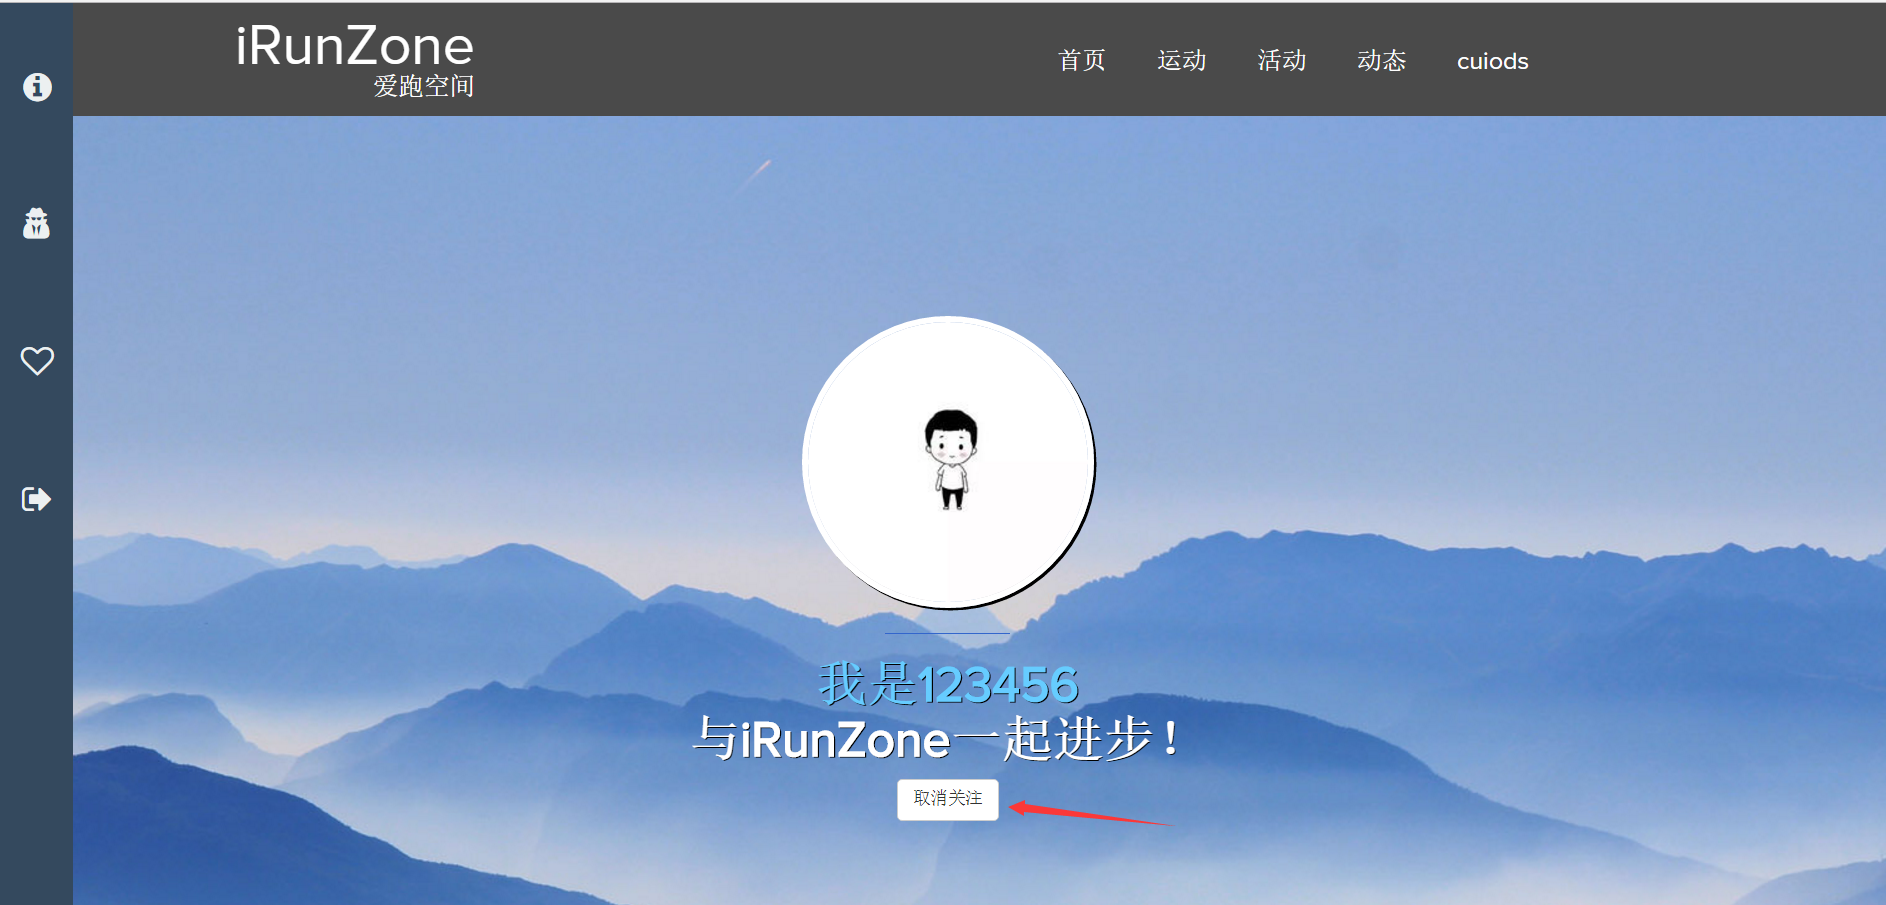 iRunZone
爱跑空间
首页 运动 活动 动态 cuiods
我是123456
与iRunZone一起进步！
取消关注